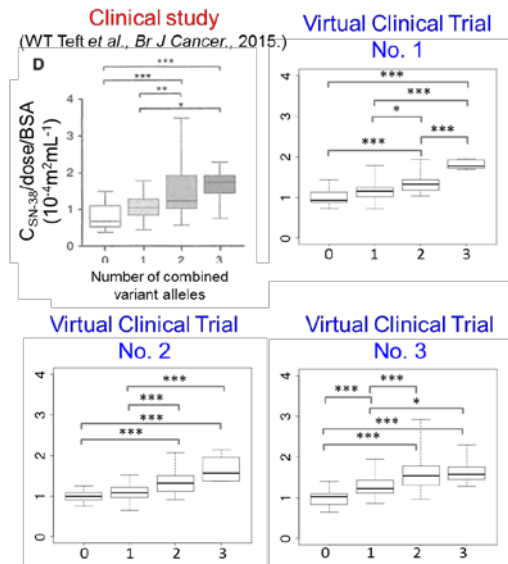 Clinical study
(WT Teft et al., Br J Cancer., 2015.)
D
***
***
**
*
4
3
2
1
0
C_SN-38/dose/BSA
(10⁻⁴m²mL⁻¹)
0 1 2 3
Number of combined
variant alleles
Virtual Clinical Trial
No. 1
***
***
*
***
***
4
3
2
1
0
0 1 2 3
Virtual Clinical Trial
No. 2
***
***
***
***
4
3
2
1
0
0 1 2 3
Virtual Clinical Trial
No. 3
***
***
*
***
***
4
3
2
1
0
0 1 2 3